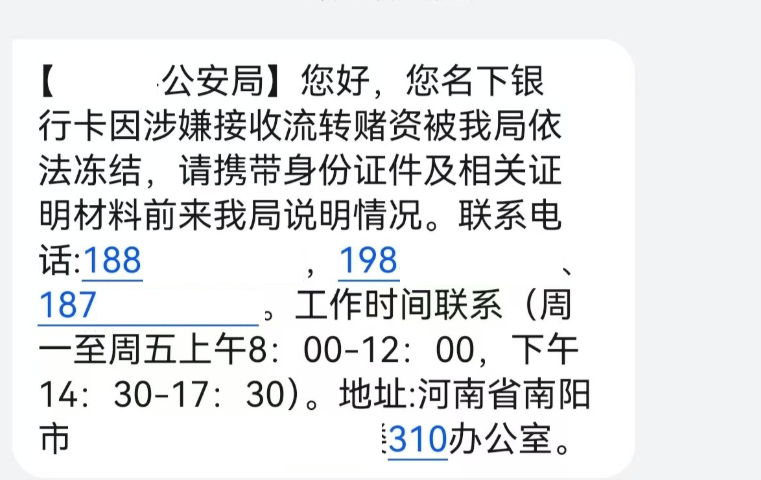 【 公安局】您好，您名下银
行卡因涉嫌接收流转赌资被我局依
法冻结，请携带身份证件及相关证
明材料前来我局说明情况。联系电
话:188 ，198 、
187 。工作时间联系（周
一至周五上午8：00-12：00，下午
14：30-17：30)。地址:河南省南阳
市 310办公室。